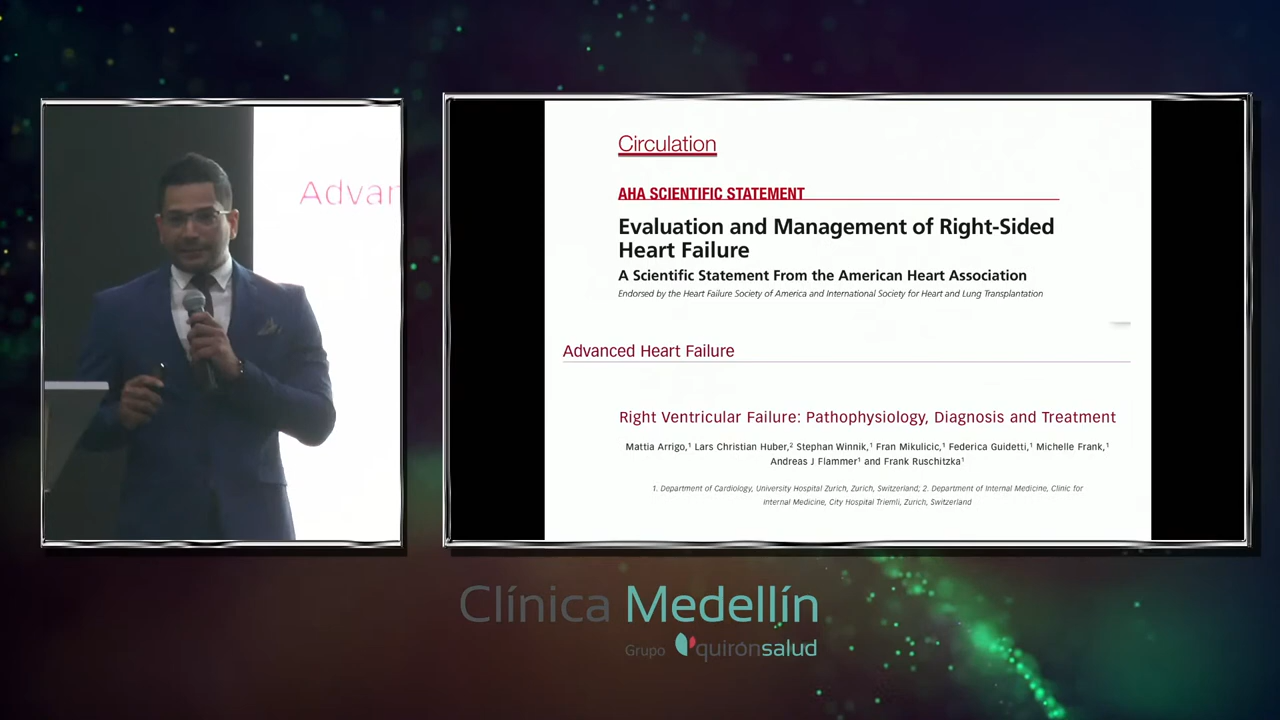 Advan
Circulation
AHA SCIENTIFIC STATEMENT
Evaluation and Management of Right-Sided
Heart Failure
A Scientific Statement From the American Heart Association
Endorsed by the Heart Failure Society of America and International Society for Heart and Lung Transplantation
Advanced Heart Failure
Right Ventricular Failure: Pathophysiology, Diagnosis and Treatment
Mattia Arrigo,¹ Lars Christian Huber,² Stephan Winnik,¹ Fran Mikulicic,¹ Federica Guidetti,¹ Michelle Frank,¹
Andreas J Flammer¹ and Frank Ruschitzka¹
1. Department of Cardiology, University Hospital Zurich, Zurich, Switzerland; 2. Department of Internal Medicine, Clinic for
Internal Medicine, City Hospital Triemli, Zurich, Switzerland
Clínica Medellín
Grupo quirónsalud